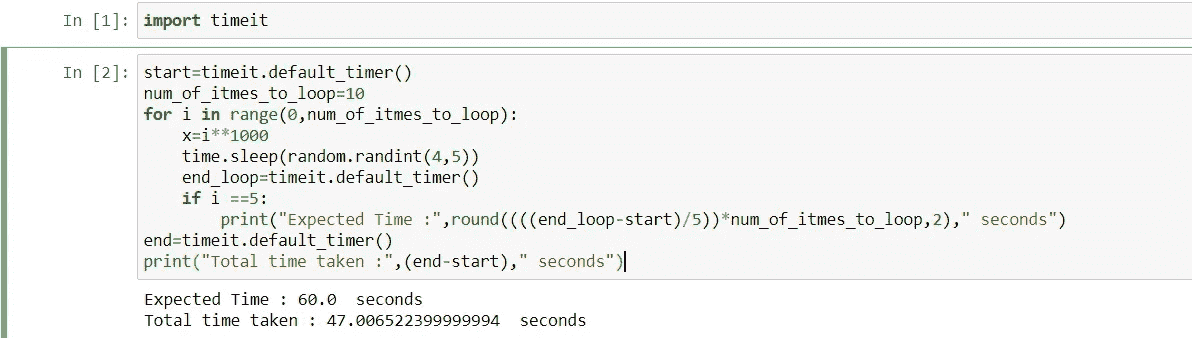 In [1]: import timeit
In [2]: start=timeit.default_timer()
num_of_itmes_to_loop=10
for i in range(0,num_of_itmes_to_loop):
    x=i**1000
    time.sleep(random.randint(4,5))
    end_loop=timeit.default_timer()
    if i ==5:
        print("Expected Time :",round((((end_loop-start)/5))*num_of_itmes_to_loop,2)," seconds")
end=timeit.default_timer()
print("Total time taken :",(end-start)," seconds")
Expected Time : 60.0  seconds
Total time taken : 47.006522399999994  seconds